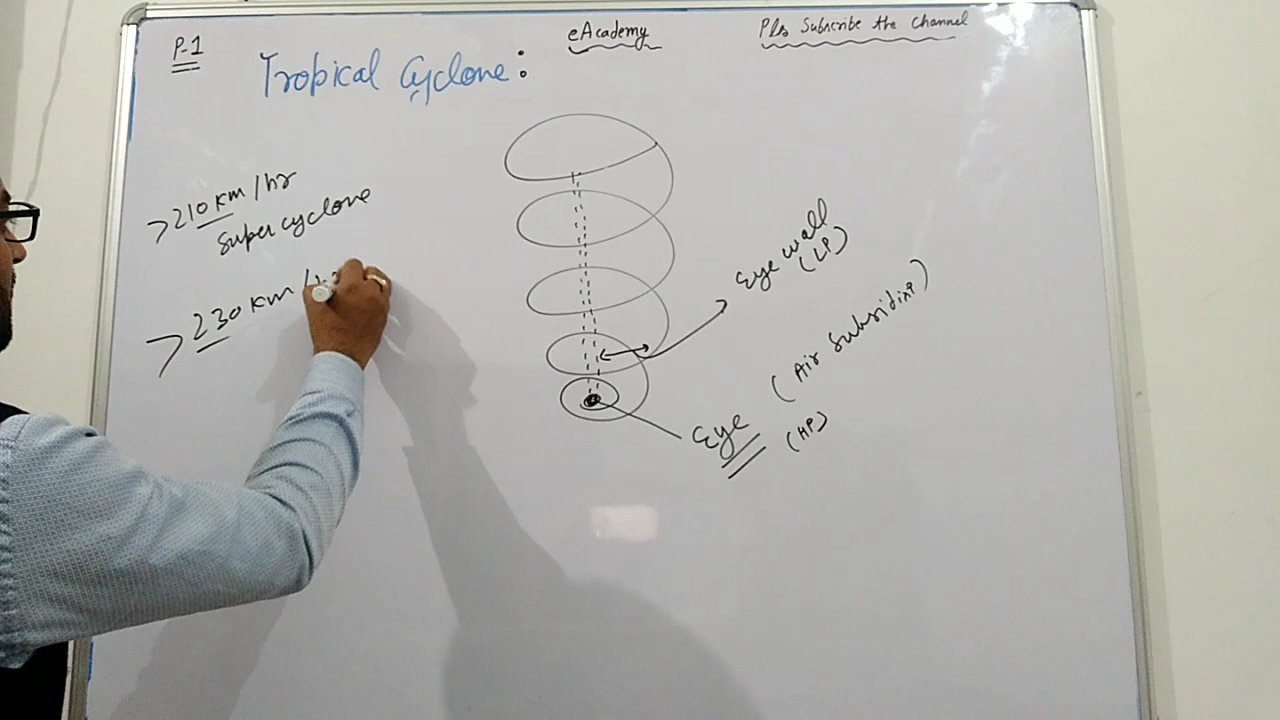 P-1
eAcademy
Pls Subscribe the Channel
Tropical Cyclone :
>210 km/hr
Super cyclone
>230 km/
Eye wall
(LP)
Eye (Air
(HP)